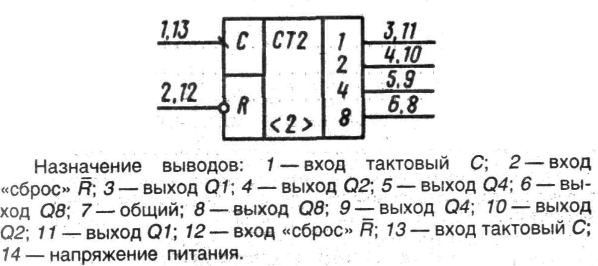 1,13 C CT2 1 3,11
2 4,10
2,12 R 4 5,9
<2> 8 6,8
Назначение выводов: 1 — вход тактовый C; 2 — вход
«сброс» R̅; 3 — выход Q1; 4 — выход Q2; 5 — выход Q4; 6 — вы-
ход Q8; 7 — общий; 8 — выход Q8; 9 — выход Q4; 10 — выход
Q2; 11 — выход Q1; 12 — вход «сброс» R̅; 13 — вход тактовый C;
14 — напряжение питания.